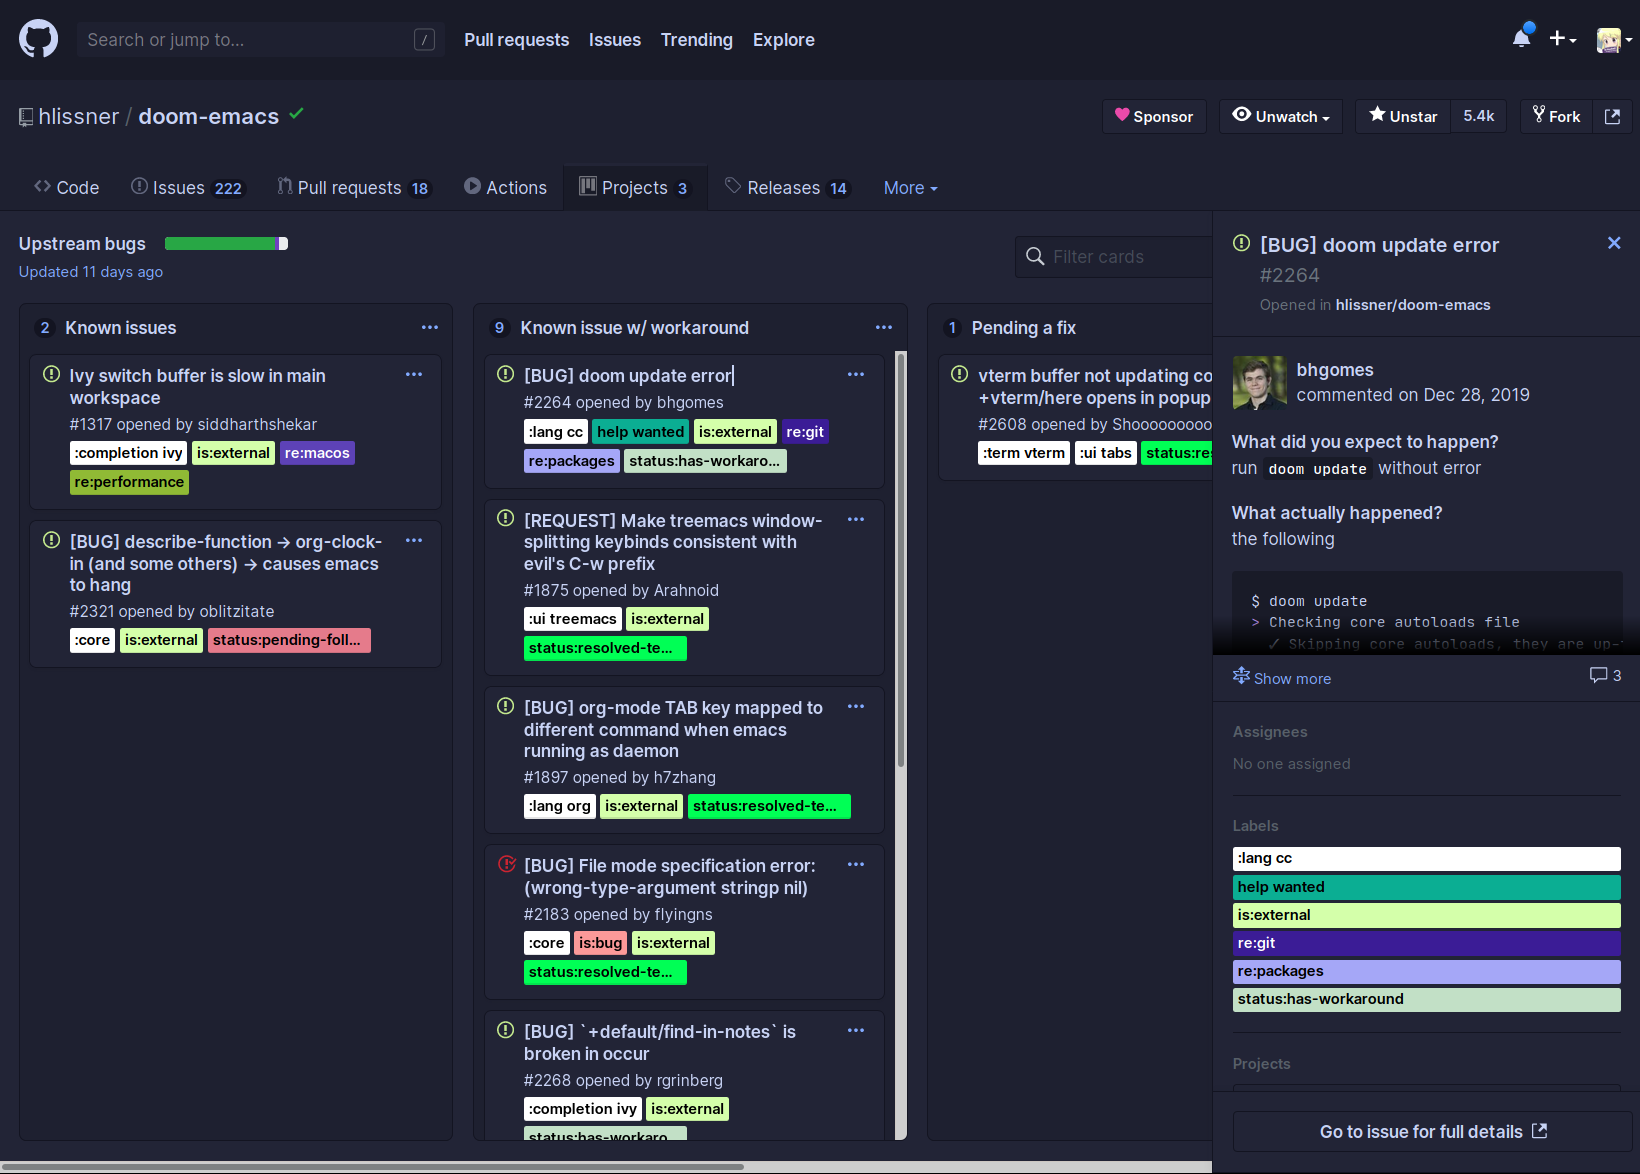 Search or jump to... /
Pull requests Issues Trending Explore
hlissner / doom-emacs
Sponsor Unwatch Unstar 5.4k Fork
Code Issues 222 Pull requests 18 Actions Projects 3 Releases 14 More
Upstream bugs
Updated 11 days ago
Filter cards
2 Known issues
Ivy switch buffer is slow in main
workspace
#1317 opened by siddharthshekar
:completion ivy is:external re:macos
re:performance
[BUG] describe-function → org-clock-
in (and some others) → causes emacs
to hang
#2321 opened by oblitzitate
:core is:external status:pending-foll...
9 Known issue w/ workaround
[BUG] doom update error
#2264 opened by bhgomes
:lang cc help wanted is:external re:git
re:packages status:has-workaro...
[REQUEST] Make treemacs window-
splitting keybinds consistent with
evil's C-w prefix
#1875 opened by Arahnoid
:ui treemacs is:external
status:resolved-te...
[BUG] org-mode TAB key mapped to
different command when emacs
running as daemon
#1897 opened by h7zhang
:lang org is:external status:resolved-te...
[BUG] File mode specification error:
(wrong-type-argument stringp nil)
#2183 opened by flyingns
:core is:bug is:external
status:resolved-te...
[BUG] `+default/find-in-notes` is
broken in occur
#2268 opened by rgrinberg
:completion ivy is:external
status:has-workaro...
1 Pending a fix
vterm buffer not updating co
+vterm/here opens in popup
#2608 opened by Shooooooooo
:term vterm :ui tabs status:res
[BUG] doom update error
#2264
Opened in hlissner/doom-emacs
bhgomes
commented on Dec 28, 2019
What did you expect to happen?
run doom update without error
What actually happened?
the following
$ doom update
> Checking core autoloads file
✓ Skipping core autoloads, they are up-t
Show more 3
Assignees
No one assigned
Labels
:lang cc
help wanted
is:external
re:git
re:packages
status:has-workaround
Projects
Go to issue for full details